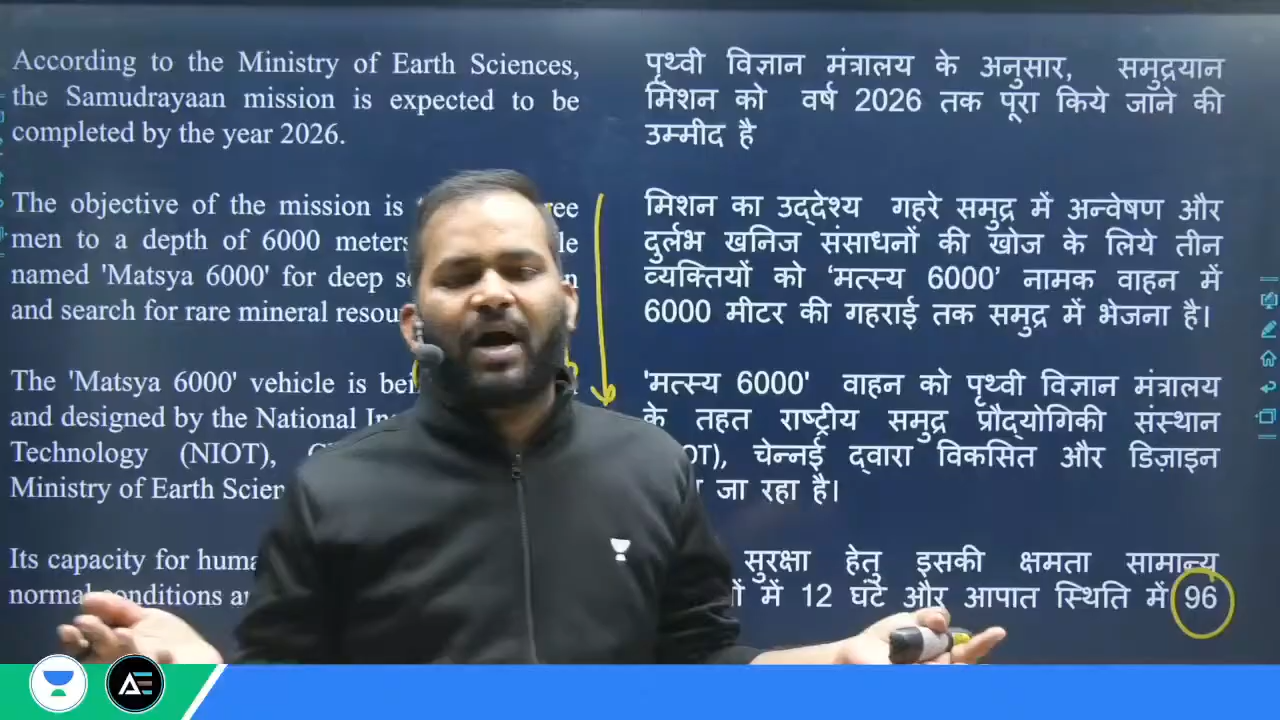 According to the Ministry of Earth Sciences,
the Samudrayaan mission is expected to be
completed by the year 2026.
The objective of the mission is
men to a depth of 6000 meters
named 'Matsya 6000' for deep
and search for rare mineral
The 'Matsya 6000' vehicle is
and designed by the National
Technology (NIOT),
Ministry of Earth
Its capacity for
normal conditions
पृथ्वी विज्ञान मंत्रालय के अनुसार, समुद्रयान
मिशन को वर्ष 2026 तक पूरा किये जाने की
उम्मीद है
मिशन का उद्देश्य गहरे समुद्र में अन्वेषण और
दुर्लभ खनिज संसाधनों की खोज के लिये तीन
व्यक्तियों को ‘मत्स्य 6000’ नामक वाहन में
6000 मीटर की गहराई तक समुद्र में भेजना है।
'मत्स्य 6000' वाहन को पृथ्वी विज्ञान मंत्रालय
के तहत राष्ट्रीय समुद्र प्रौद्योगिकी संस्थान
चेन्नई द्वारा विकसित और डिज़ाइन
जा रहा है।
सुरक्षा हेतु इसकी क्षमता सामान्य
में 12 घंटे और आपात स्थिति में 96